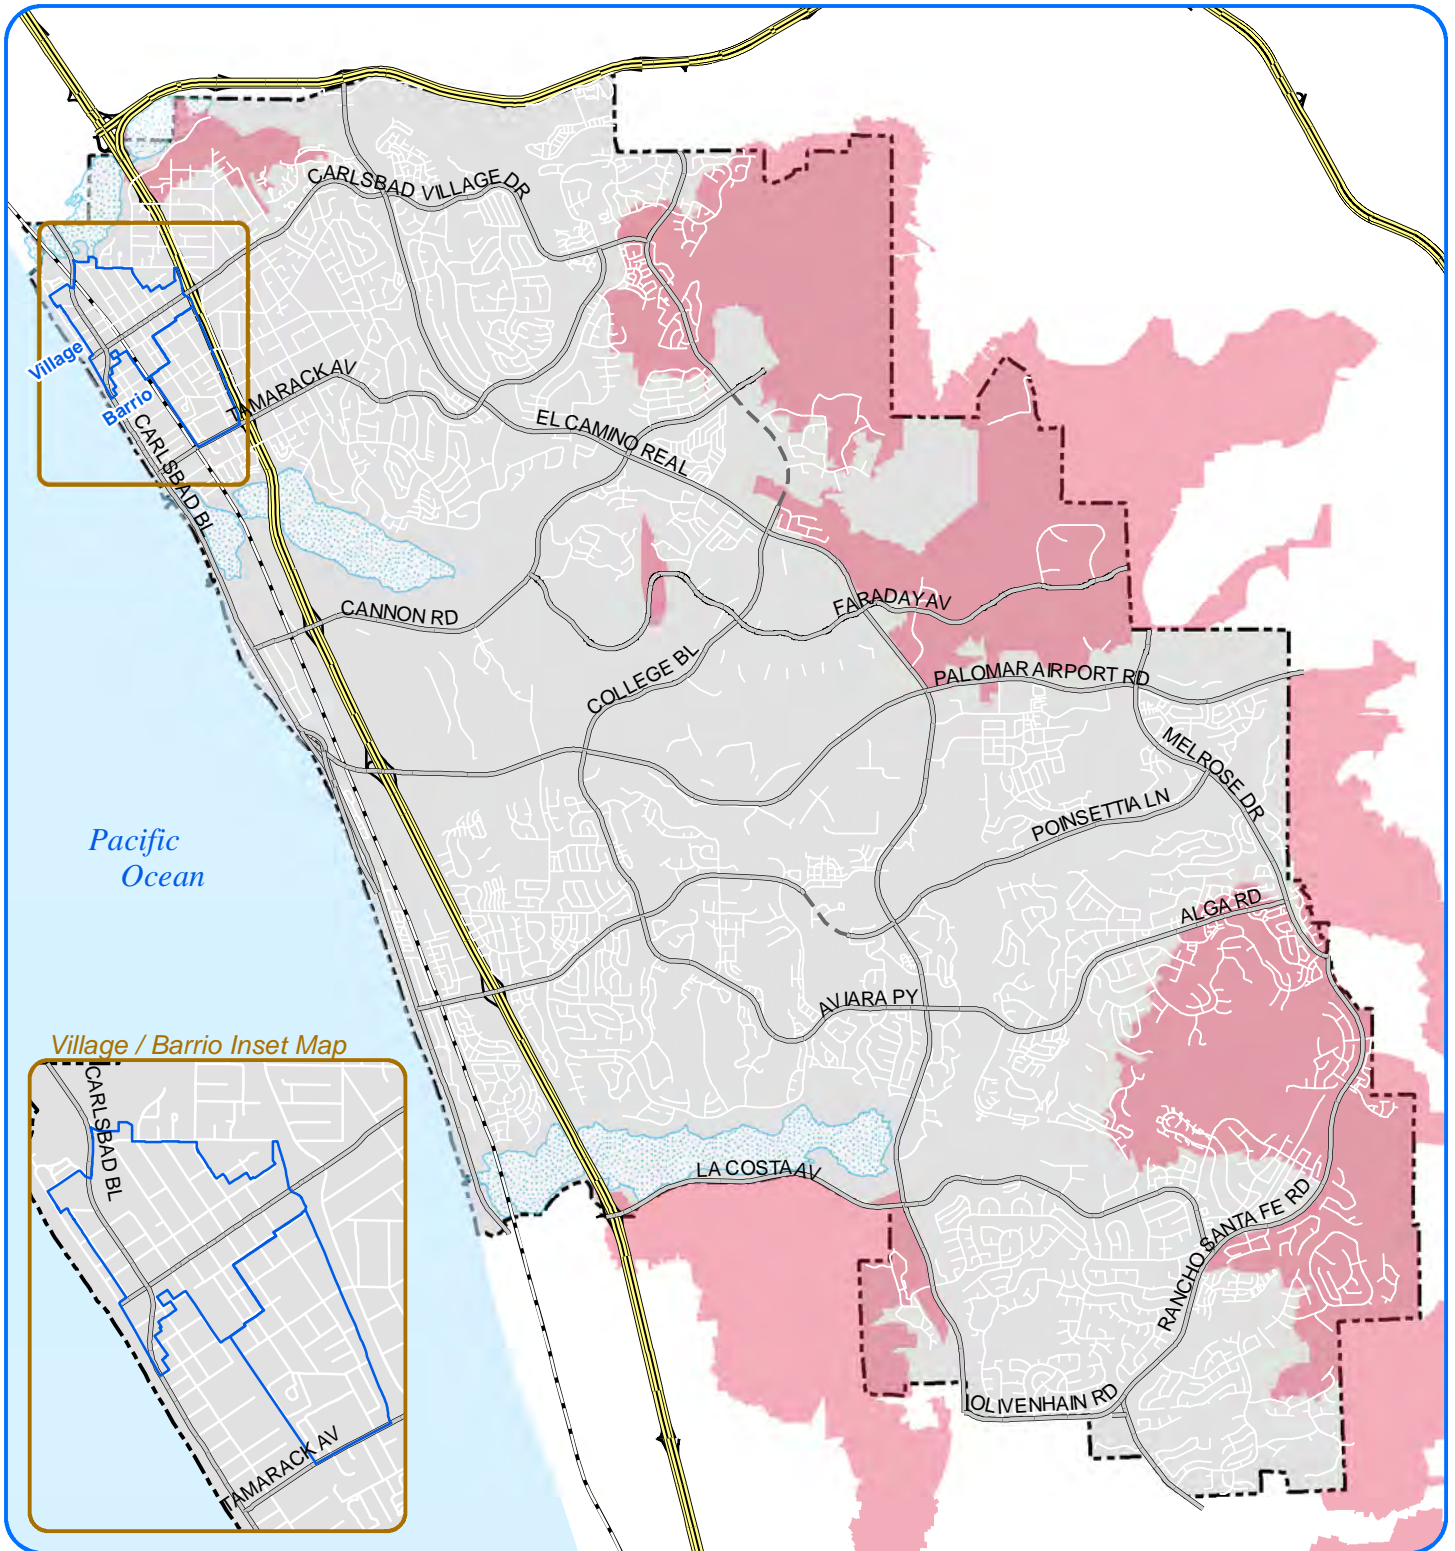 CARLSBAD VILLAGE DR
Village
Barrio
TAMARACK AV
CARLSBAD BL
EL CAMINO REAL
CANNON RD
FARADAY AV
COLLEGE BL
PALOMAR AIRPORT RD
MELROSE DR
POINSETTIA LN
Pacific
Ocean
ALGA RD
AVIARA PY
Village / Barrio Inset Map
CARLSBAD BL
LA COSTA AV
RANCHO SANTA FE RD
OLIVENHAIN RD
TAMARACK AV